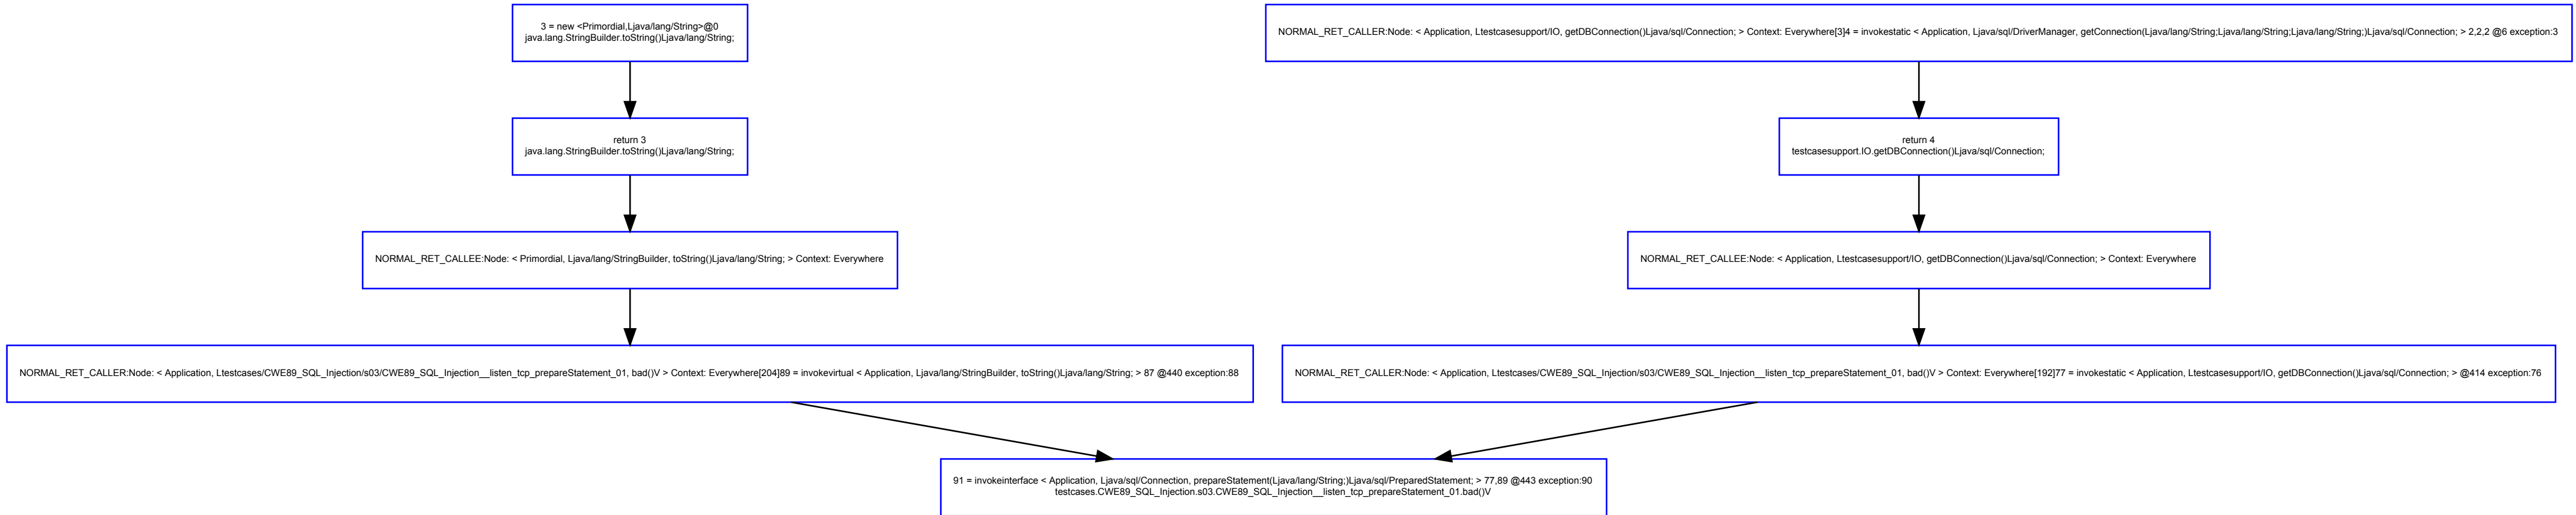 3 = new <Primordial,Ljava/lang/String>@0
java.lang.StringBuilder.toString()Ljava/lang/String;
NORMAL_RET_CALLER:Node: < Application, Ltestcasesupport/IO, getDBConnection()Ljava/sql/Connection; > Context: Everywhere[3]4 = invokestatic < Application, Ljava/sql/DriverManager, getConnection(Ljava/lang/String;Ljava/lang/String;Ljava/lang/String;)Ljava/sql/Connection; > 2,2,2 @6 exception:3
return 3
java.lang.StringBuilder.toString()Ljava/lang/String;
return 4
testcasesupport.IO.getDBConnection()Ljava/sql/Connection;
NORMAL_RET_CALLEE:Node: < Primordial, Ljava/lang/StringBuilder, toString()Ljava/lang/String; > Context: Everywhere
NORMAL_RET_CALLEE:Node: < Application, Ltestcasesupport/IO, getDBConnection()Ljava/sql/Connection; > Context: Everywhere
NORMAL_RET_CALLER:Node: < Application, Ltestcases/CWE89_SQL_Injection/s03/CWE89_SQL_Injection__listen_tcp_prepareStatement_01, bad()V > Context: Everywhere[204]89 = invokevirtual < Application, Ljava/lang/StringBuilder, toString()Ljava/lang/String; > 87 @440 exception:88
NORMAL_RET_CALLER:Node: < Application, Ltestcases/CWE89_SQL_Injection/s03/CWE89_SQL_Injection__listen_tcp_prepareStatement_01, bad()V > Context: Everywhere[192]77 = invokestatic < Application, Ltestcasesupport/IO, getDBConnection()Ljava/sql/Connection; > @414 exception:76
91 = invokeinterface < Application, Ljava/sql/Connection, prepareStatement(Ljava/lang/String;)Ljava/sql/PreparedStatement; > 77,89 @443 exception:90
testcases.CWE89_SQL_Injection.s03.CWE89_SQL_Injection__listen_tcp_prepareStatement_01.bad()V